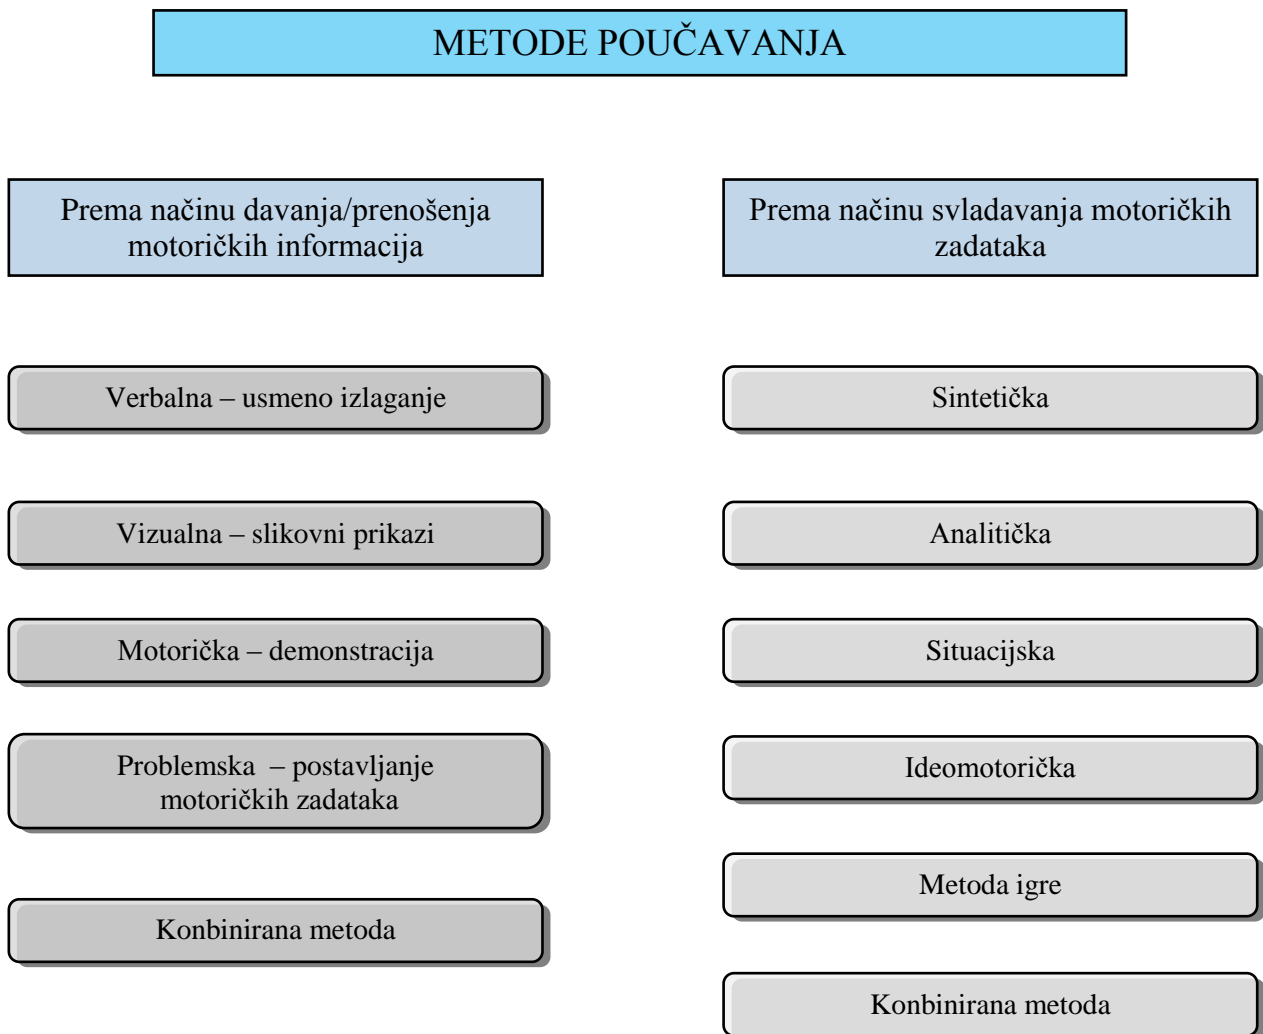 METODE POUČAVANJA
Prema načinu davanja/prenošenja
motoričkih informacija
Verbalna – usmeno izlaganje
Vizualna – slikovni prikazi
Motorička – demonstracija
Problemska – postavljanje
motoričkih zadataka
Konbinirana metoda
Prema načinu svladavanja motoričkih
zadataka
Sintetička
Analitička
Situacijska
Ideomotorička
Metoda igre
Konbinirana metoda